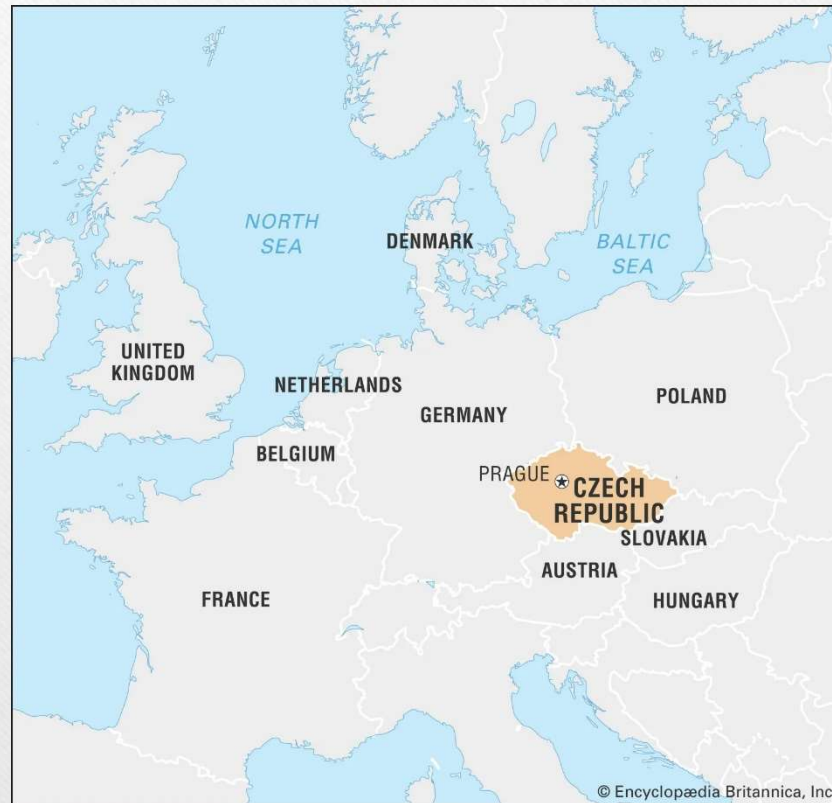 NORTH
SEA
DENMARK
BALTIC
SEA
UNITED
KINGDOM
NETHERLANDS
GERMANY
POLAND
BELGIUM
PRAGUE
CZECH
REPUBLIC
SLOVAKIA
AUSTRIA
FRANCE
HUNGARY
© Encyclopædia Britannica, Inc